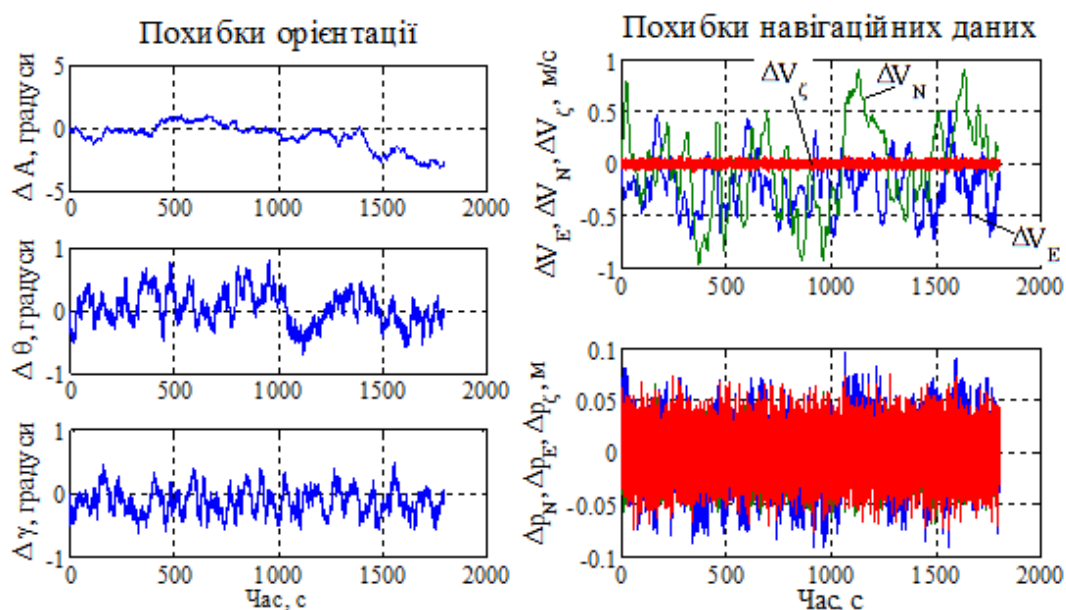 Похибки орієнтації
Δ A, градуси
5
0
-5
0 500 1000 1500 2000
Δ θ, градуси
1
0
-1
0 500 1000 1500 2000
Δ γ, градуси
1
0
-1
0 500 1000 1500 2000
Час, с
Похибки навігаційних даних
ΔV_E, ΔV_N, ΔV_ζ, м/с
1
0.5
0
-0.5
-1
ΔV_ζ
ΔV_N
ΔV_E
0 500 1000 1500 2000
Δp_N, Δp_E, Δp_ζ, м
0.1
0.05
0
-0.05
-0.1
0 500 1000 1500 2000
Час, с